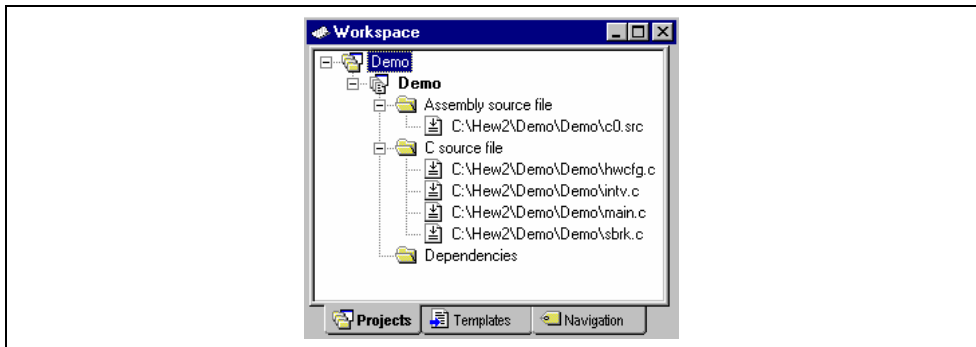 Workspace
Demo
Demo
Assembly source file
C:\Hew2\Demo\Demo\c0.src
C source file
C:\Hew2\Demo\Demo\hwcfg.c
C:\Hew2\Demo\Demo\intv.c
C:\Hew2\Demo\Demo\main.c
C:\Hew2\Demo\Demo\sbrk.c
Dependencies
Projects Templates Navigation